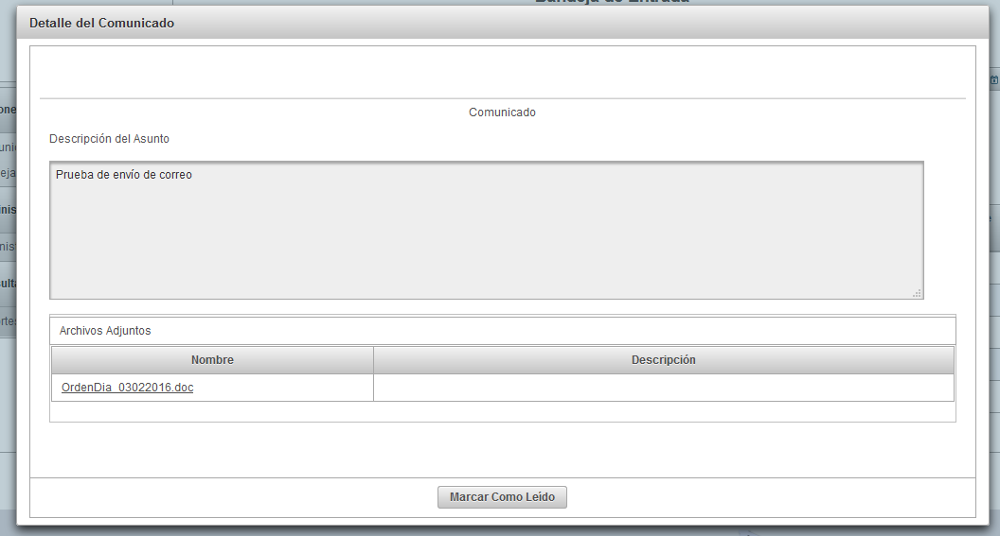 Bandeja de Entrada
Detalle del Comunicado
Comunicado
Descripción del Asunto
Prueba de envío de correo
Archivos Adjuntos
Nombre
Descripción
OrdenDia_03022016.doc
Marcar Como Leído